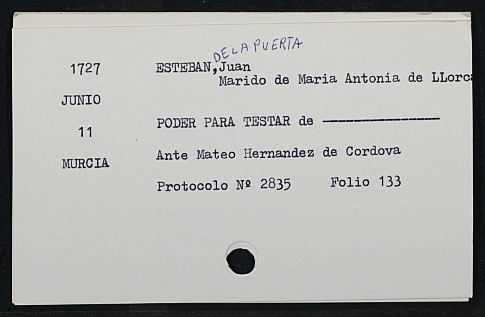 DE LA PUERTA
1727 ESTEBAN, Juan
Marido de Maria Antonia de LLorca
JUNIO
11 PODER PARA TESTAR de ---------------
MURCIA Ante Mateo Hernandez de Cordova
Protocolo Nº 2835 Folio 133